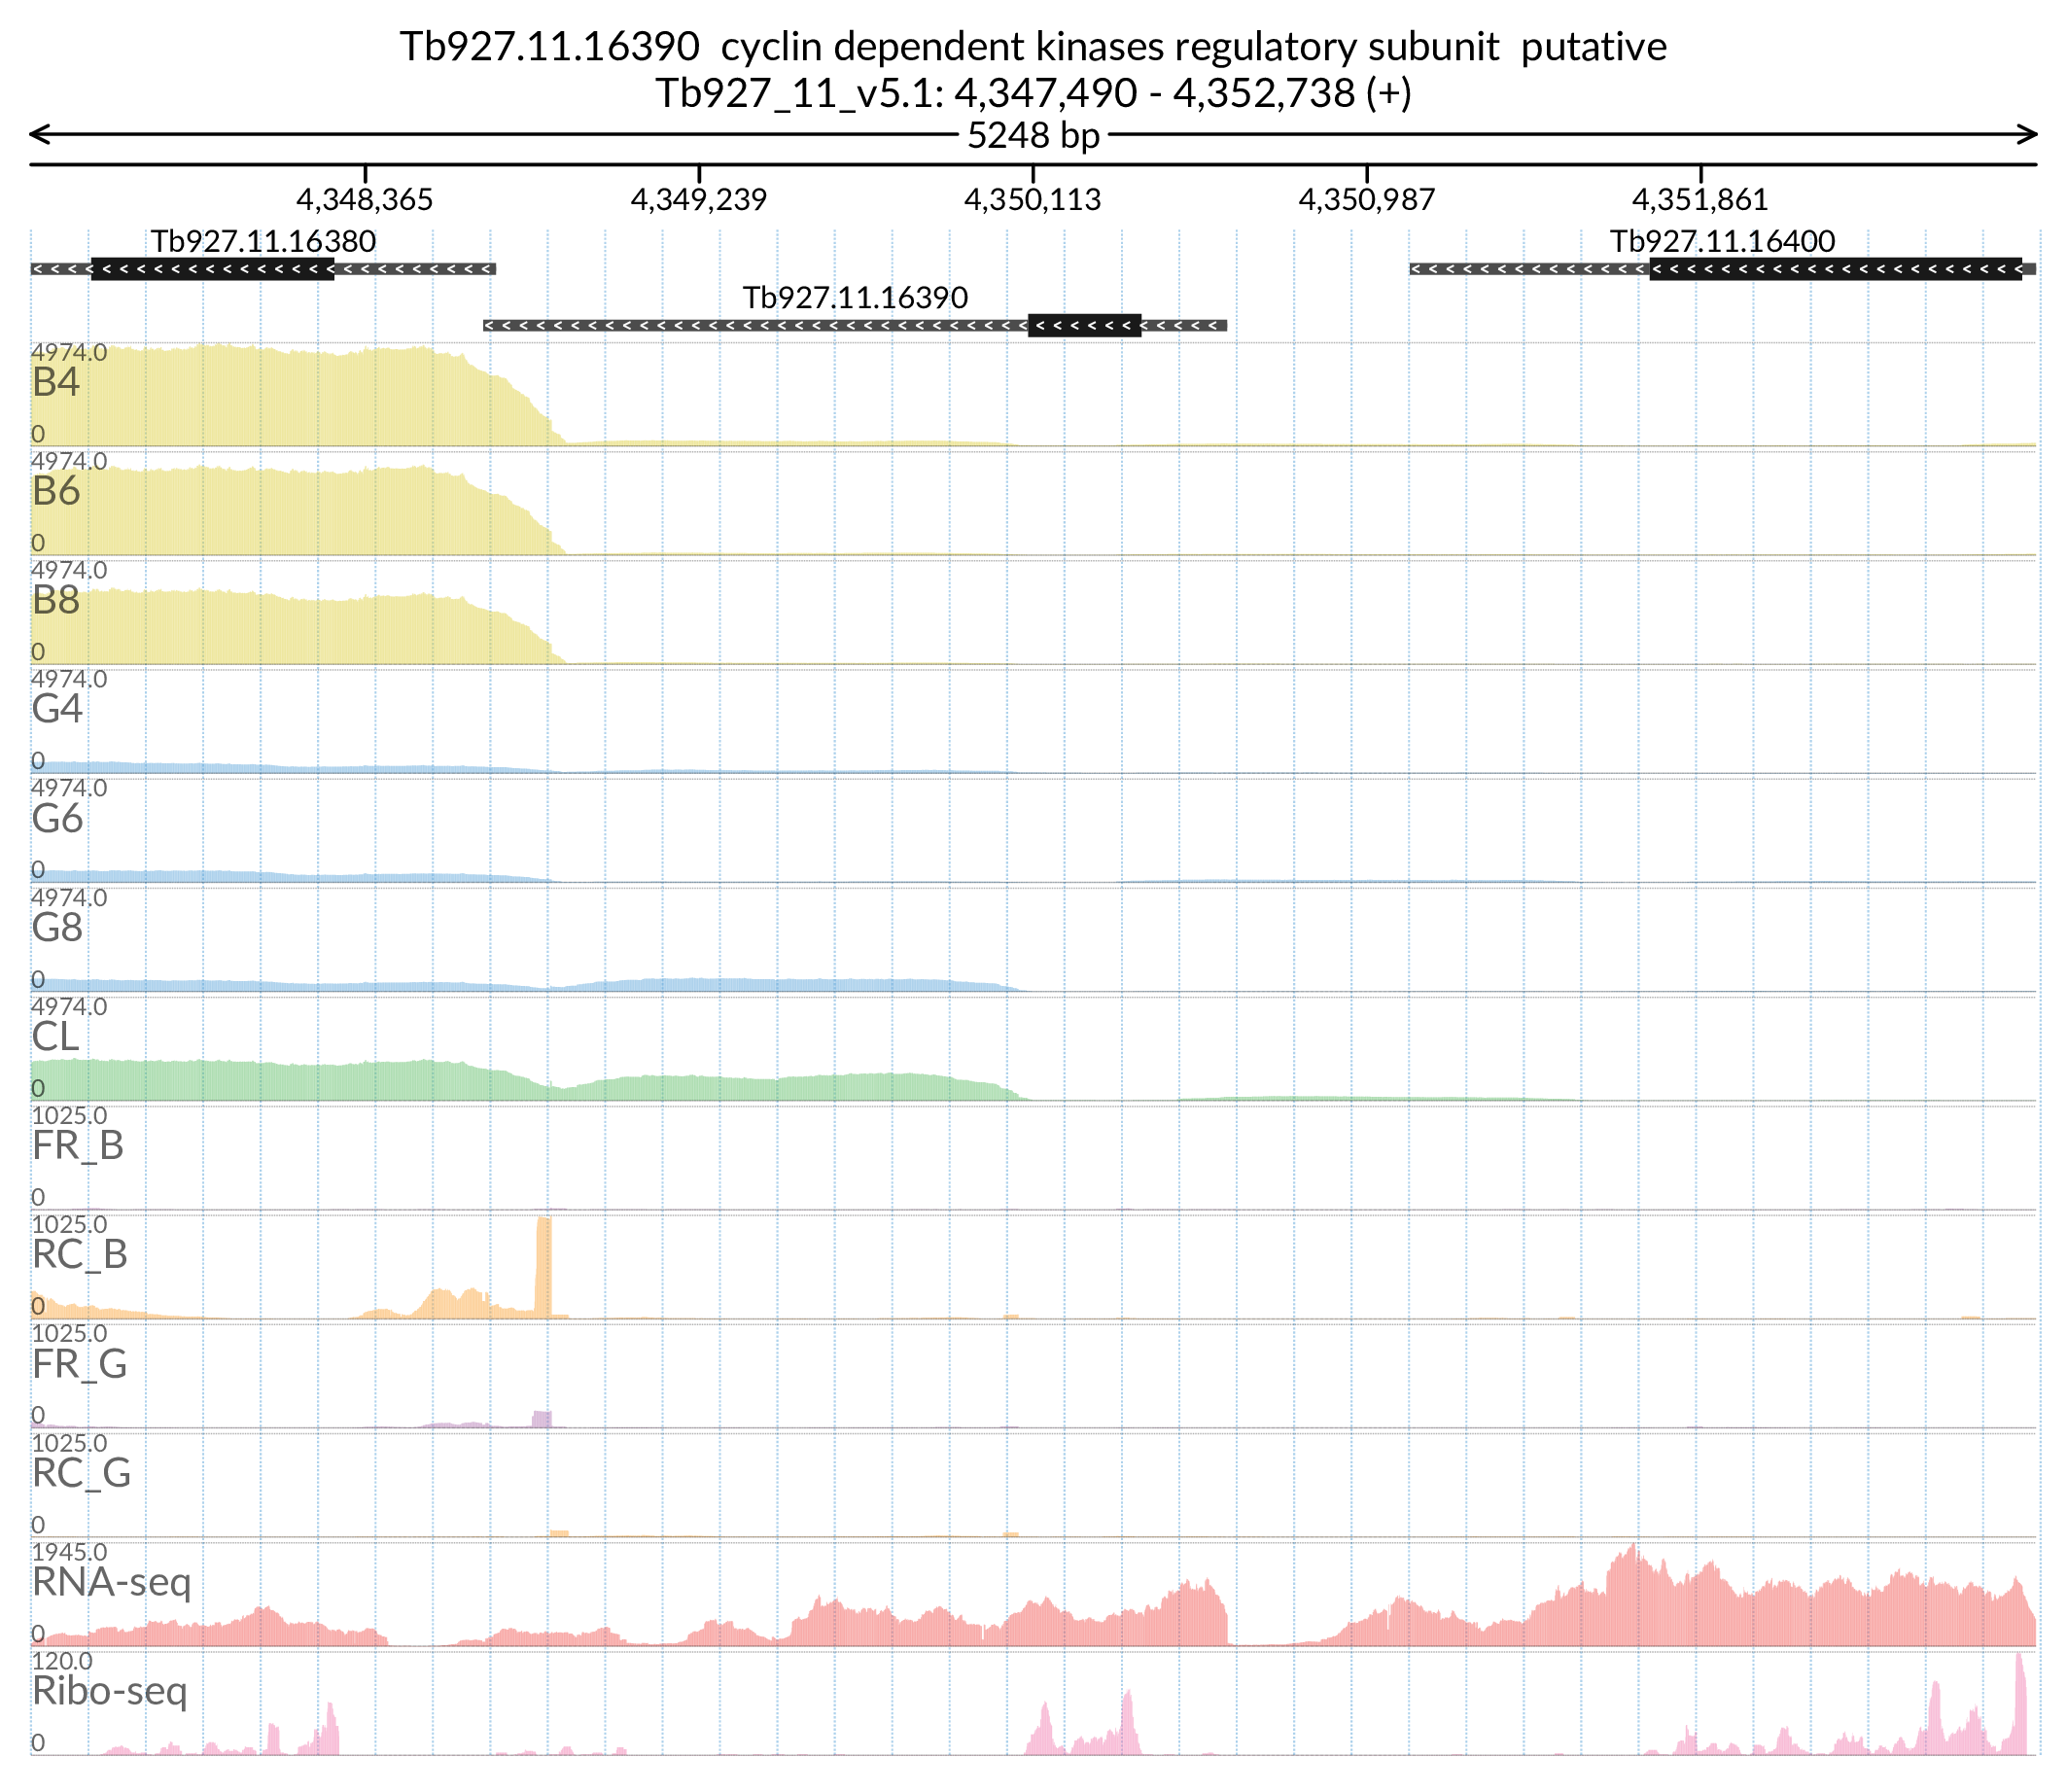 Tb927.11.16390  cyclin dependent kinases regulatory subunit  putative
Tb927_11_v5.1: 4,347,490 - 4,352,738 (+)
5248 bp
4,348,365 4,349,239 4,350,113 4,350,987 4,351,861
Tb927.11.16380 Tb927.11.16400
Tb927.11.16390
4974.0
B4
0
4974.0
B6
0
4974.0
B8
0
4974.0
G4
0
4974.0
G6
0
4974.0
G8
0
4974.0
CL
0
1025.0
FR_B
0
1025.0
RC_B
0
1025.0
FR_G
0
1025.0
RC_G
0
1945.0
RNA-seq
0
120.0
Ribo-seq
0